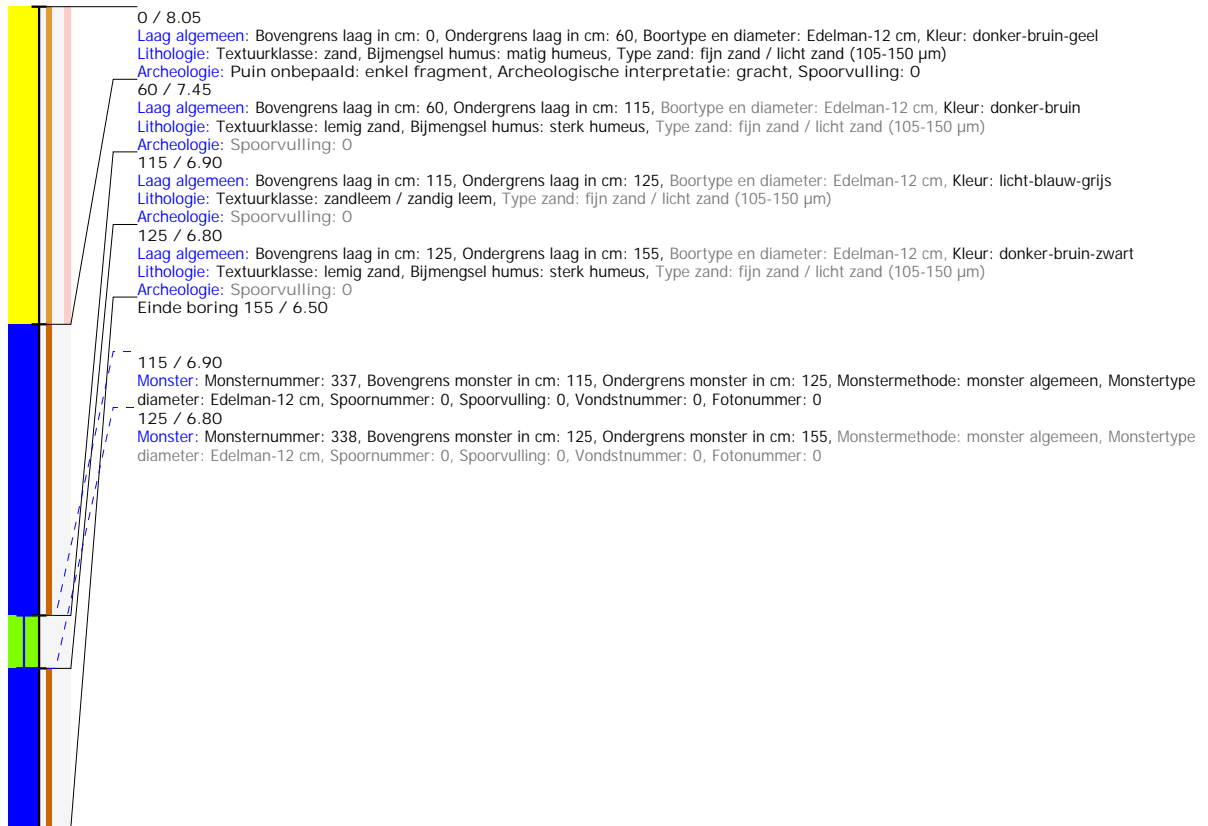 0 / 8.05
Laag algemeen: Bovengrens laag in cm: 0, Ondergrens laag in cm: 60, Boortype en diameter: Edelman-12 cm, Kleur: donker-bruin-geel
Lithologie: Textuurklasse: zand, Bijmengsel humus: matig humeus, Type zand: fijn zand / licht zand (105-150 µm)
Archeologie: Puin onbepaald: enkel fragment, Archeologische interpretatie: gracht, Spoorvulling: 0
60 / 7.45
Laag algemeen: Bovengrens laag in cm: 60, Ondergrens laag in cm: 115, Boortype en diameter: Edelman-12 cm, Kleur: donker-bruin
Lithologie: Textuurklasse: lemig zand, Bijmengsel humus: sterk humeus, Type zand: fijn zand / licht zand (105-150 µm)
Archeologie: Spoorvulling: 0
115 / 6.90
Laag algemeen: Bovengrens laag in cm: 115, Ondergrens laag in cm: 125, Boortype en diameter: Edelman-12 cm, Kleur: licht-blauw-grijs
Lithologie: Textuurklasse: zandleem / zandig leem, Type zand: fijn zand / licht zand (105-150 µm)
Archeologie: Spoorvulling: 0
125 / 6.80
Laag algemeen: Bovengrens laag in cm: 125, Ondergrens laag in cm: 155, Boortype en diameter: Edelman-12 cm, Kleur: donker-bruin-zwart
Lithologie: Textuurklasse: lemig zand, Bijmengsel humus: sterk humeus, Type zand: fijn zand / licht zand (105-150 µm)
Archeologie: Spoorvulling: 0
Einde boring 155 / 6.50
115 / 6.90
Monster: Monsternummer: 337, Bovengrens monster in cm: 115, Ondergrens monster in cm: 125, Monstermethode: monster algemeen, Monstertype
diameter: Edelman-12 cm, Spoornummer: 0, Spoorvulling: 0, Vondstnummer: 0, Fotonummer: 0
125 / 6.80
Monster: Monsternummer: 338, Bovengrens monster in cm: 125, Ondergrens monster in cm: 155, Monstermethode: monster algemeen, Monstertype
diameter: Edelman-12 cm, Spoornummer: 0, Spoorvulling: 0, Vondstnummer: 0, Fotonummer: 0